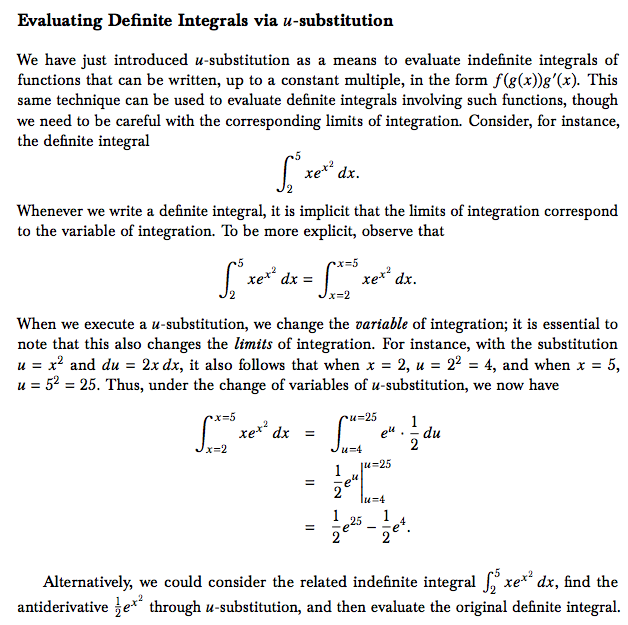 Evaluating Definite Integrals via u-substitution
We have just introduced u-substitution as a means to evaluate indefinite integrals of
functions that can be written, up to a constant multiple, in the form f(g(x))g′(x). This
same technique can be used to evaluate definite integrals involving such functions, though
we need to be careful with the corresponding limits of integration. Consider, for instance,
the definite integral
∫_2^5 xe^{x^2} dx.
Whenever we write a definite integral, it is implicit that the limits of integration correspond
to the variable of integration. To be more explicit, observe that
∫_2^5 xe^{x^2} dx = ∫_{x=2}^{x=5} xe^{x^2} dx.
When we execute a u-substitution, we change the variable of integration; it is essential to
note that this also changes the limits of integration. For instance, with the substitution
u = x^2 and du = 2x dx, it also follows that when x = 2, u = 2^2 = 4, and when x = 5,
u = 5^2 = 25. Thus, under the change of variables of u-substitution, we now have
∫_{x=2}^{x=5} xe^{x^2} dx = ∫_{u=4}^{u=25} e^u · \frac{1}{2} du
= \frac{1}{2}e^u |_{u=4}^{u=25}
= \frac{1}{2}e^{25} − \frac{1}{2}e^4.
Alternatively, we could consider the related indefinite integral ∫_2^5 xe^{x^2} dx, find the
antiderivative \frac{1}{2}e^{x^2} through u-substitution, and then evaluate the original definite integral.